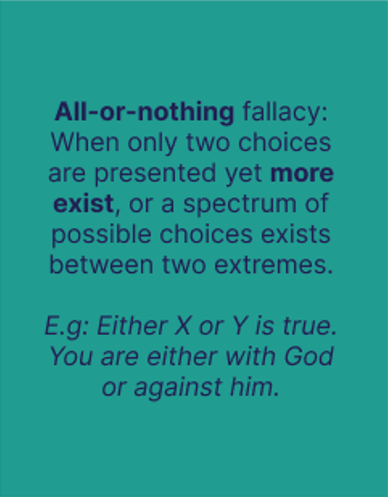 All-or-nothing fallacy:
When only two choices
are presented yet more
exist, or a spectrum of
possible choices exists
between two extremes.
E.g: Either X or Y is true.
You are either with God
or against him.